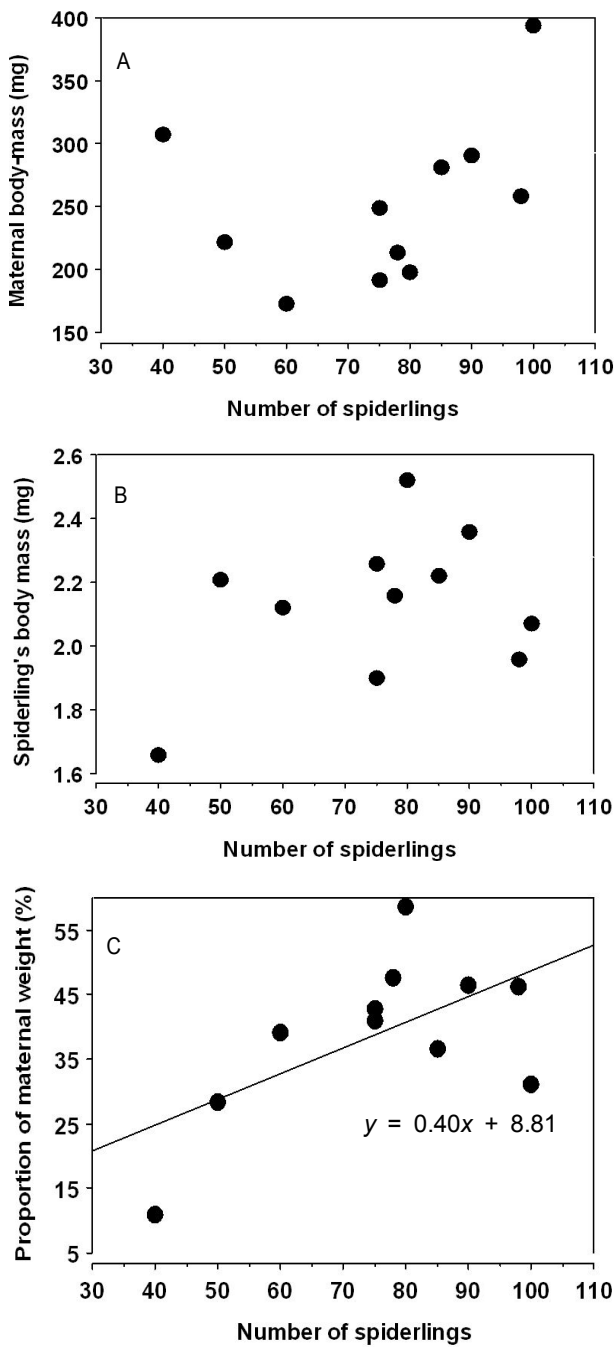 Maternal body-mass (mg)
A
400
350
300
250
200
150
30 40 50 60 70 80 90 100 110
Number of spiderlings
Spiderling's body mass (mg)
B
2.6
2.4
2.2
2.0
1.8
1.6
30 40 50 60 70 80 90 100 110
Number of spiderlings
Proportion of maternal weight (%)
C
55
45
35
25
15
5
y = 0.40x + 8.81
30 40 50 60 70 80 90 100 110
Number of spiderlings